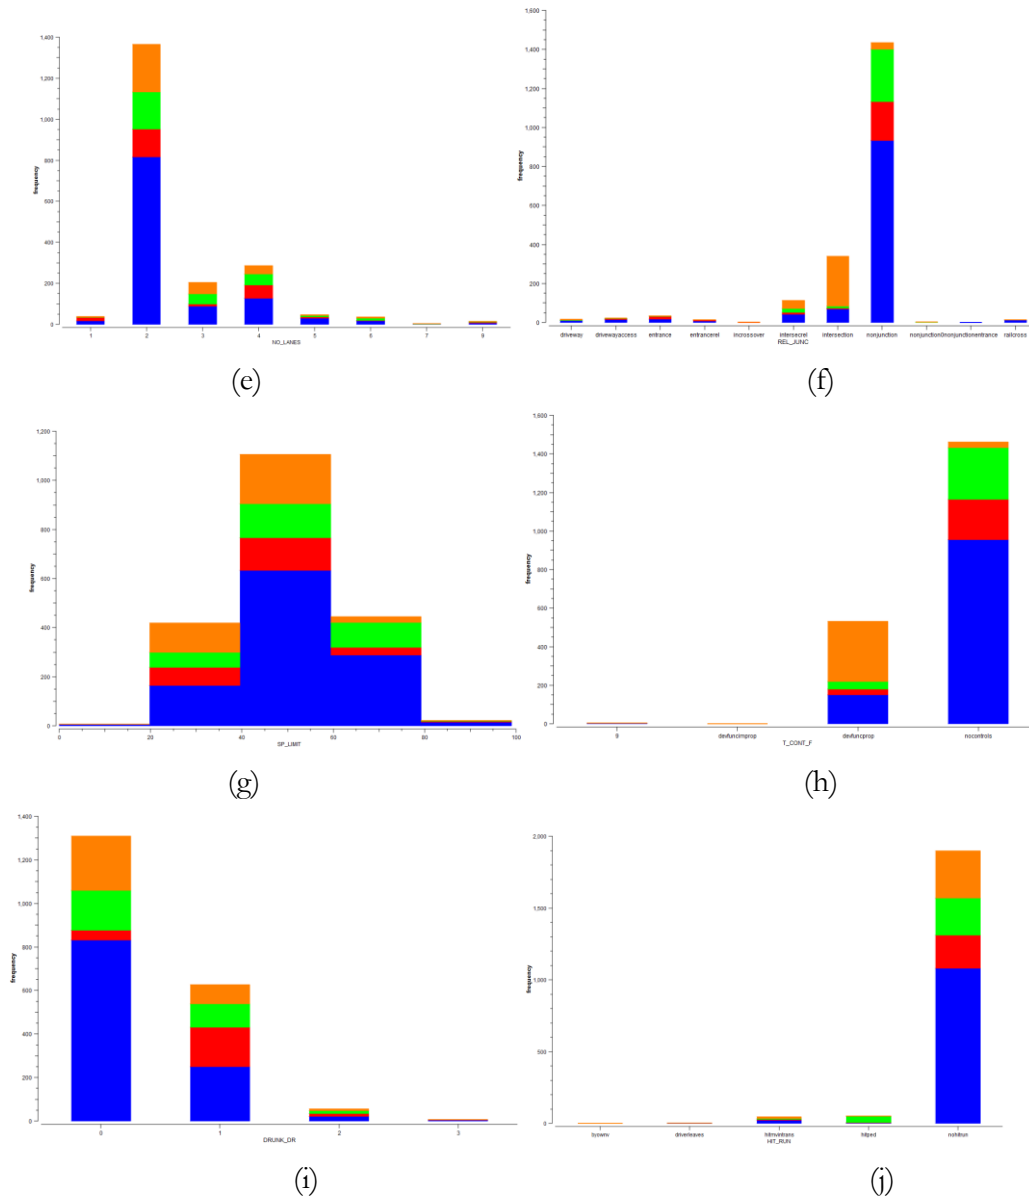 1,400
1,200
1,000
800
600
400
200
0
frequency
1 2 3 4 5 6 7 8
NO_LANES
(e)
1,600
1,400
1,200
1,000
800
600
400
200
0
frequency
driveway drivewayaccess entrance entrancerel incrossover intersecrel intersection nonjunction railcross
REL_JUNC
(f)
1,200
1,000
800
600
400
200
0
frequency
0 20 40 60 80 100
SP_LIMIT
(g)
1,600
1,400
1,200
1,000
800
600
400
200
0
frequency
devfuncimprop devfuncprop nocontrols
T_CONT_F
(h)
1,400
1,200
1,000
800
600
400
200
0
frequency
0 1 2 3
DRUNK_DR
(i)
2,000
1,500
1,000
500
0
frequency
byownv driverleaves hitmvintrans hitped nohitrun
HIT_RUN
(j)